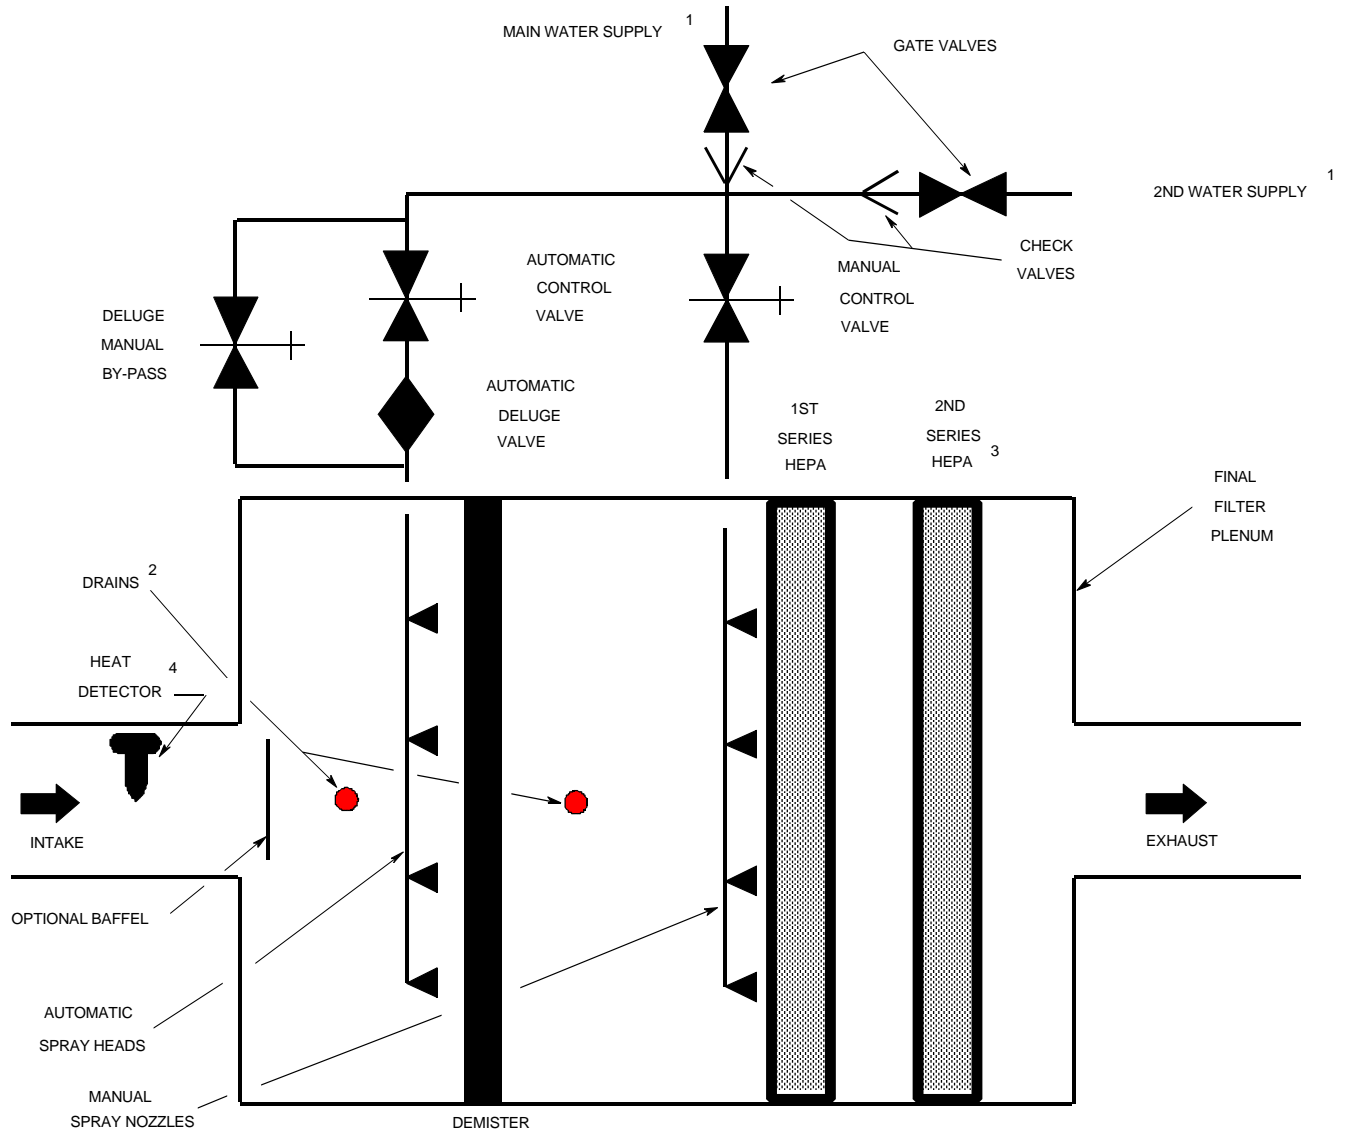 MAIN WATER SUPPLY 1
GATE VALVES
2ND WATER SUPPLY 1
CHECK
VALVES
MANUAL
CONTROL
VALVE
AUTOMATIC
CONTROL
VALVE
DELUGE
MANUAL
BY-PASS
AUTOMATIC
DELUGE
VALVE
1ST
SERIES
HEPA
2ND
SERIES
HEPA 3
FINAL
FILTER
PLENUM
DRAINS 2
HEAT
DETECTOR 4
INTAKE
EXHAUST
OPTIONAL BAFFEL
AUTOMATIC
SPRAY HEADS
MANUAL
SPRAY NOZZLES
DEMISTER